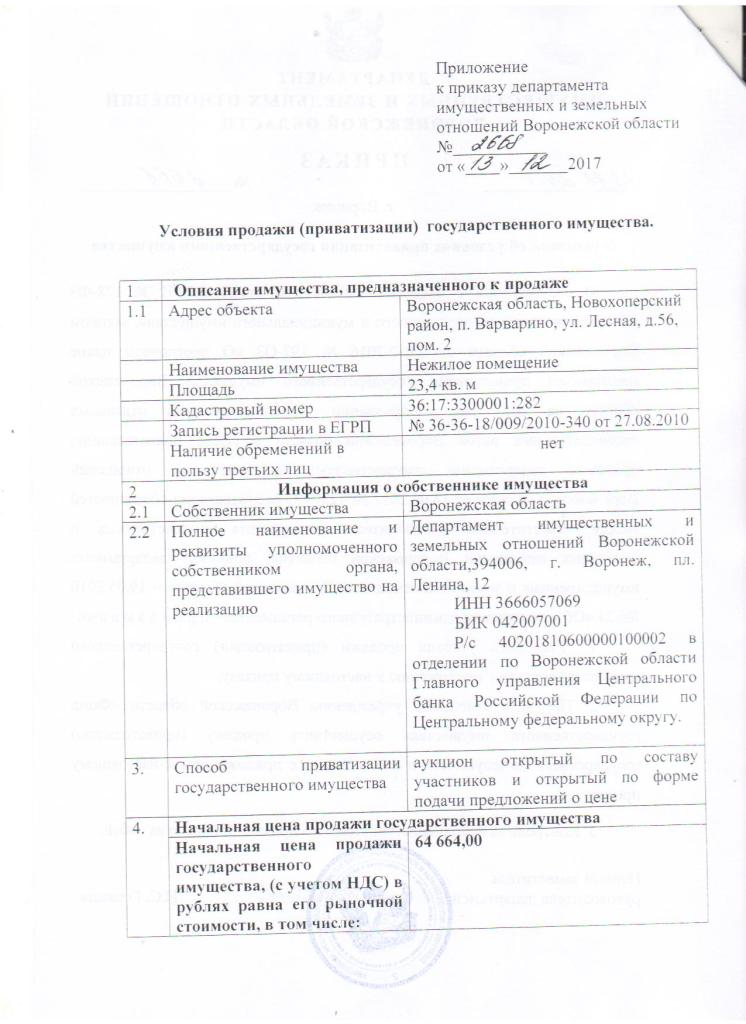 Приложение
к приказу департамента
имущественных и земельных
отношений Воронежской области
№ 2668
от « 13 » 12 2017
Условия продажи (приватизации) государственного имущества.
1 Описание имущества, предназначенного к продаже
1.1 Адрес объекта Воронежская область, Новохоперский
район, п. Варварино, ул. Лесная, д.56,
пом. 2
Наименование имущества Нежилое помещение
Площадь 23,4 кв. м
Кадастровый номер 36:17:3300001:282
Запись регистрации в ЕГРП № 36-36-18/009/2010-340 от 27.08.2010
Наличие обременений в нет
пользу третьих лиц
2 Информация о собственнике имущества
2.1 Собственник имущества Воронежская область
2.2 Полное наименование и Департамент имущественных и
реквизиты уполномоченного земельных отношений Воронежской
собственником органа, области,394006, г. Воронеж, пл.
представившего имущество на Ленина, 12
реализацию ИНН 3666057069
БИК 042007001
Р/с 40201810600000100002 в
отделении по Воронежской области
Главного управления Центрального
банка Российской Федерации по
Центральному федеральному округу.
3. Способ приватизации аукцион открытый по составу
государственного имущества участников и открытый по форме
подачи предложений о цене
4. Начальная цена продажи государственного имущества
Начальная цена продажи 64 664,00
государственного
имущества, (с учетом НДС) в
рублях равна его рыночной
стоимости, в том числе: